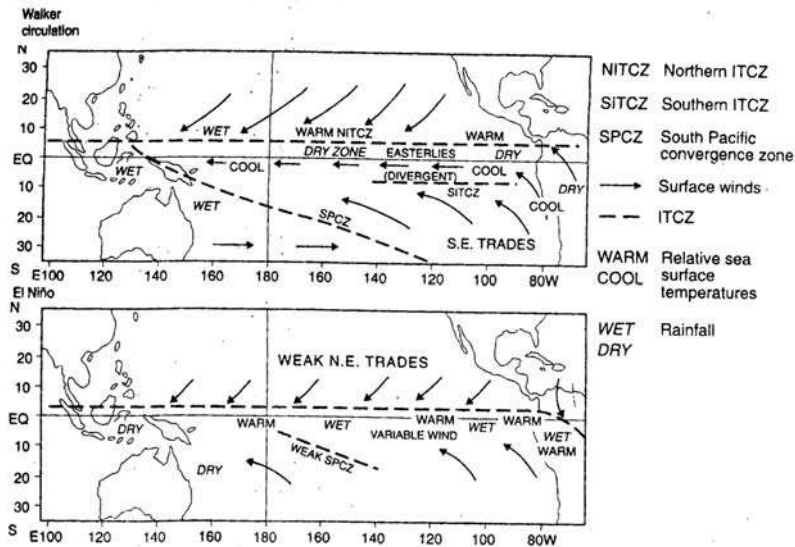 Walker
circulation
N
30
20
10
EQ
10
20
30
S
WET
WARM NITCZ
WARM
DRY ZONE
EASTERLIES
DRY
WET
COOL
(DIVERGENT)
COOL
DRY
SITCZ
WET
COOL
SPCZ
S.E. TRADES
E100 120 140 160 180 160 140 120 100 80W
El Niño
N
30
20
10
EQ
10
20
30
S
WEAK N.E. TRADES
WARM
WARM
DRY
WARM
WET
WET
WET
VARIABLE WIND
WARM
DRY
WEAK SPCZ
E100 120 140 160 180 160 140 120 100 80W
NITCZ Northern ITCZ
SITCZ Southern ITCZ
SPCZ South Pacific
convergence zone
Surface winds
ITCZ
WARM Relative sea
COOL surface
temperatures
WET Rainfall
DRY